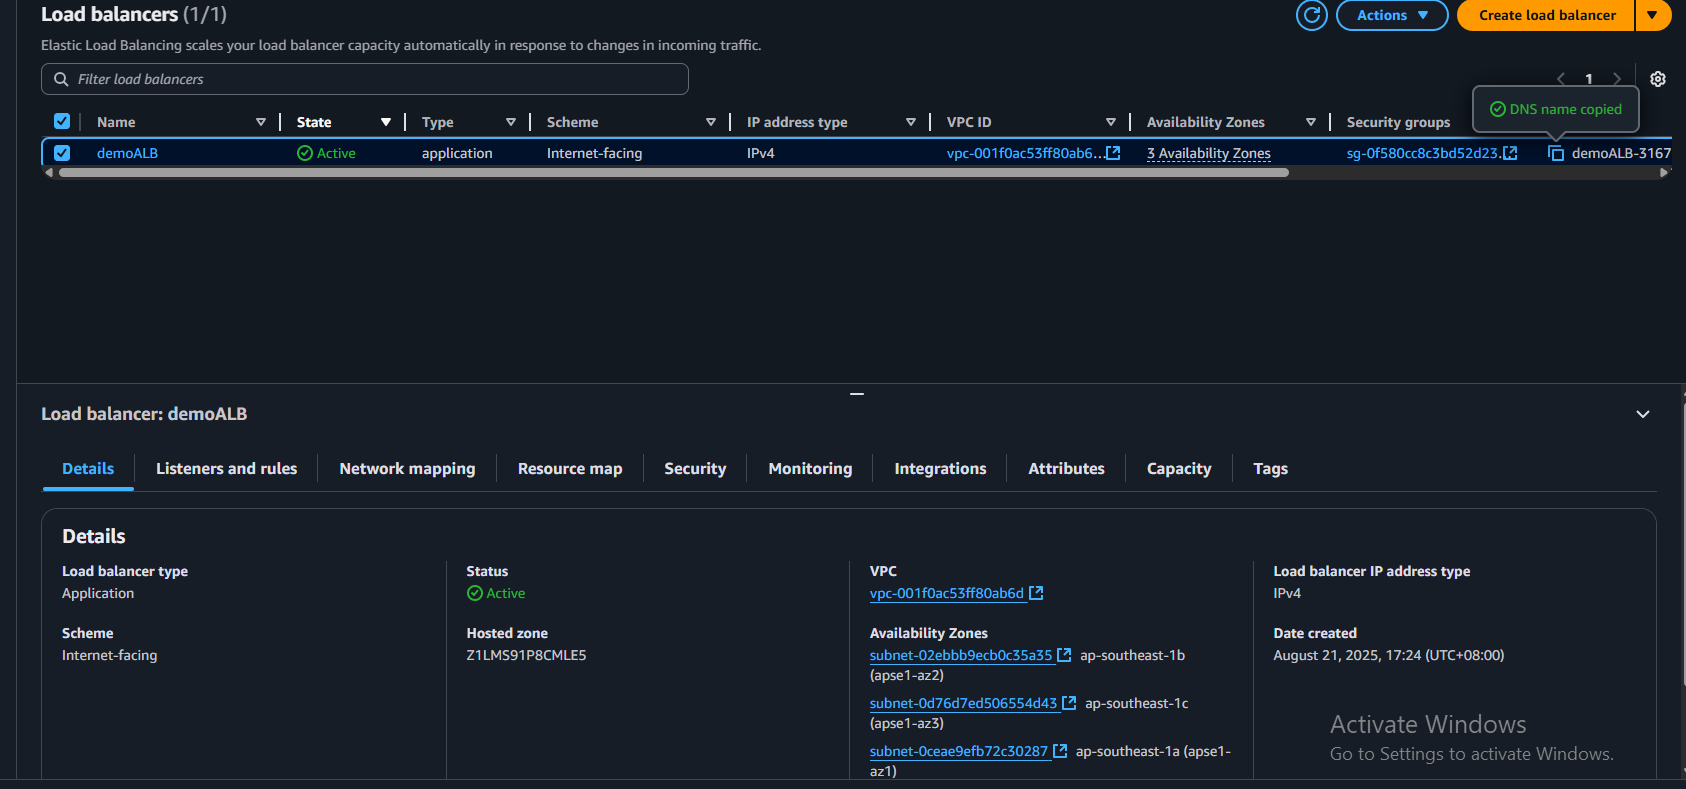 Load balancers (1/1)
Actions
Create load balancer
Elastic Load Balancing scales your load balancer capacity automatically in response to changes in incoming traffic.
Filter load balancers
1
DNS name copied
Name State Type Scheme IP address type VPC ID Availability Zones Security groups
demoALB Active application Internet-facing IPv4 vpc-001f0ac53ff80ab6... 3 Availability Zones sg-0f580cc8c3bd52d23... demoALB-3167
Load balancer: demoALB
Details Listeners and rules Network mapping Resource map Security Monitoring Integrations Attributes Capacity Tags
Details
Load balancer type
Application
Scheme
Internet-facing
Status
Active
Hosted zone
Z1LMS91P8CMLE5
VPC
vpc-001f0ac53ff80ab6d
Availability Zones
subnet-02ebbb9ecb0c35a35 ap-southeast-1b
(apse1-az2)
subnet-0d76d7ed506554d43 ap-southeast-1c
(apse1-az3)
subnet-0ceae9efb72c30287 ap-southeast-1a (apse1-
az1)
Load balancer IP address type
IPv4
Date created
August 21, 2025, 17:24 (UTC+08:00)
Activate Windows
Go to Settings to activate Windows.